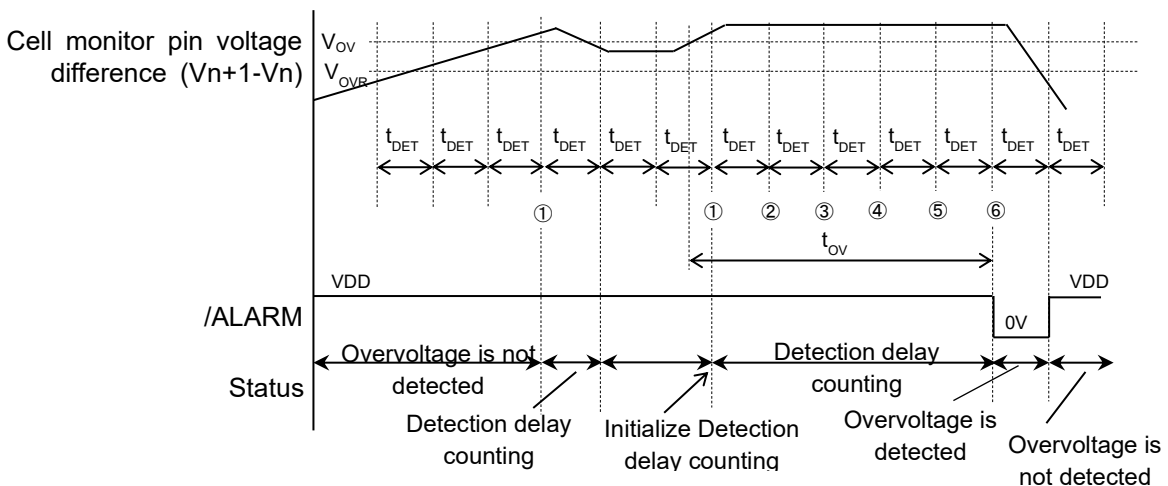 Cell monitor pin voltage
difference (Vn+1-Vn)
VOV
VOVR
tDET tDET tDET tDET tDET tDET tDET tDET tDET tDET tDET tDET tDET
① ① ② ③ ④ ⑤ ⑥
tOV
VDD
VDD
/ALARM
0V
Status
Overvoltage is not
detected
Detection delay
counting
Initialize Detection
delay counting
Detection delay
counting
Overvoltage is
detected
Overvoltage is
not detected